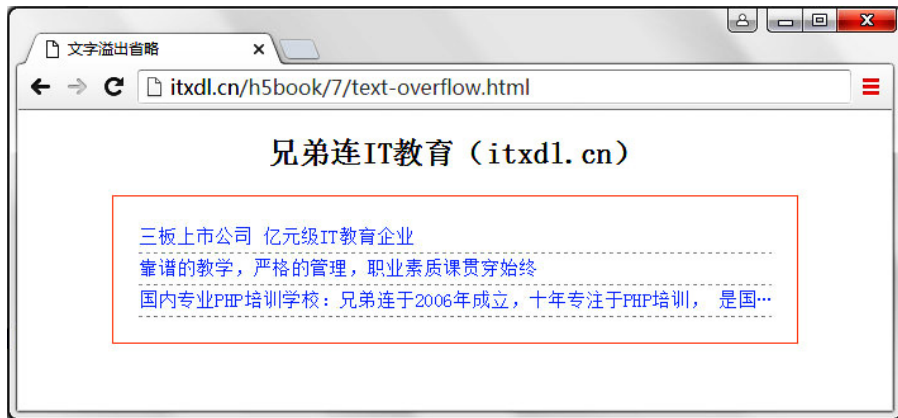 文字溢出省略
itxdl.cn/h5book/7/text-overflow.html
兄弟连IT教育（itxdl.cn）
三板上市公司 亿元级IT教育企业
靠谱的教学，严格的管理，职业素质课贯穿始终
国内专业PHP培训学校：兄弟连于2006年成立，十年专注于PHP培训， 是国…